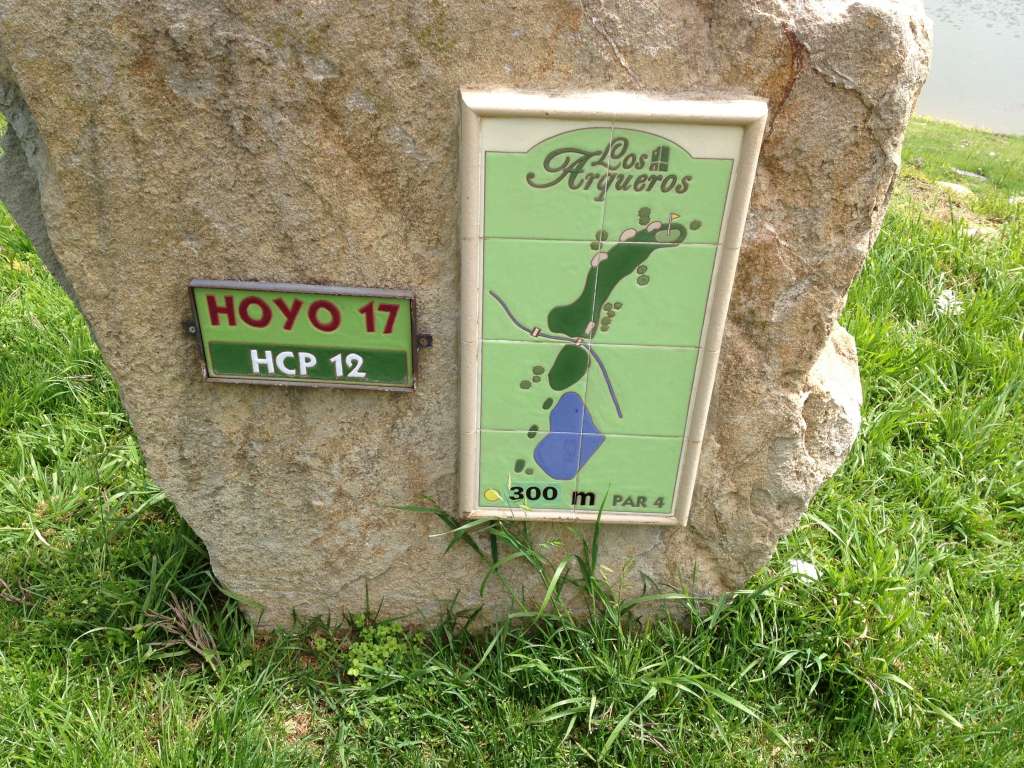 HOYO 17
HCP 12
Los
Arqueros
300 m PAR 4